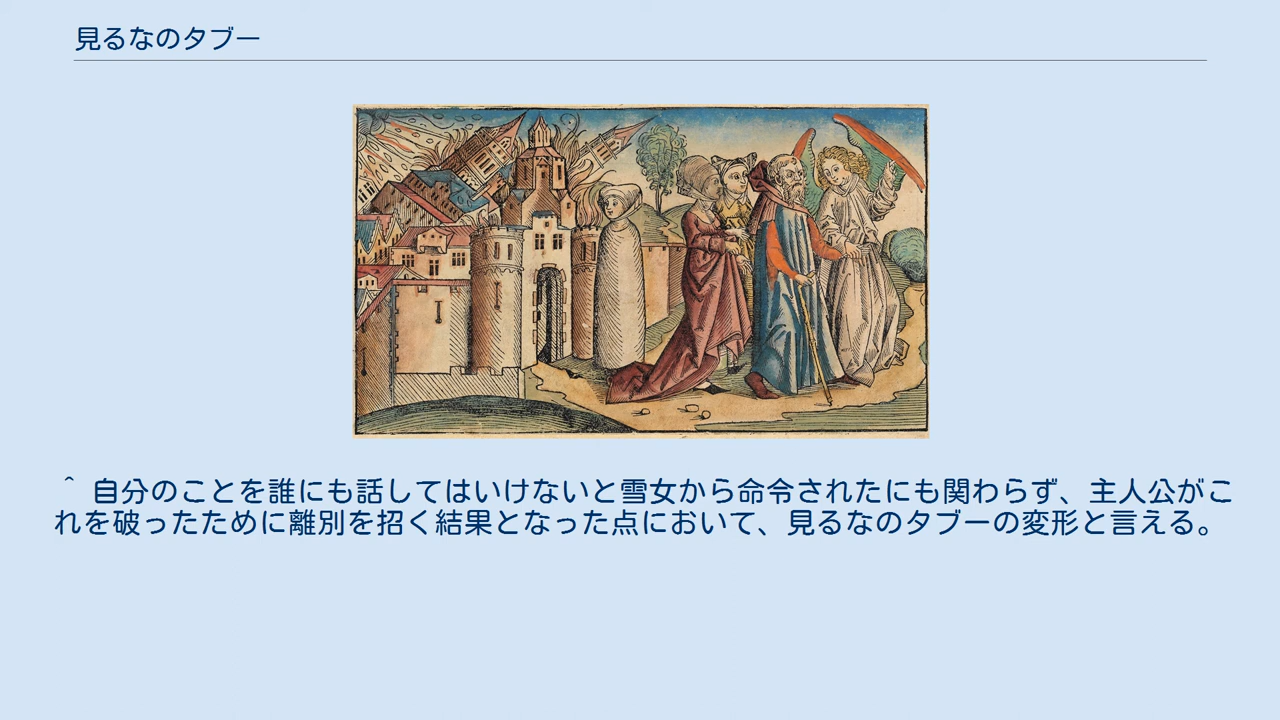 見るなのタブー
^ 自分のことを誰にも話してはいけないと雪女から命令されたにも関わらず、主人公がこ
れを破ったために離別を招く結果となった点において、見るなのタブーの変形と言える。